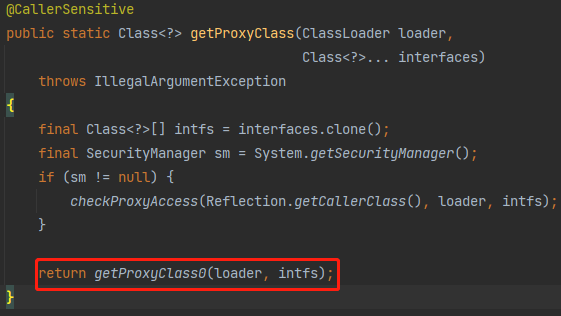 @CallerSensitive
public static Class<?> getProxyClass(ClassLoader loader,
                                     Class<?>... interfaces)
    throws IllegalArgumentException
{
    final Class<?>[] intfs = interfaces.clone();
    final SecurityManager sm = System.getSecurityManager();
    if (sm != null) {
        checkProxyAccess(Reflection.getCallerClass(), loader, intfs);
    }
    return getProxyClass0(loader, intfs);
}